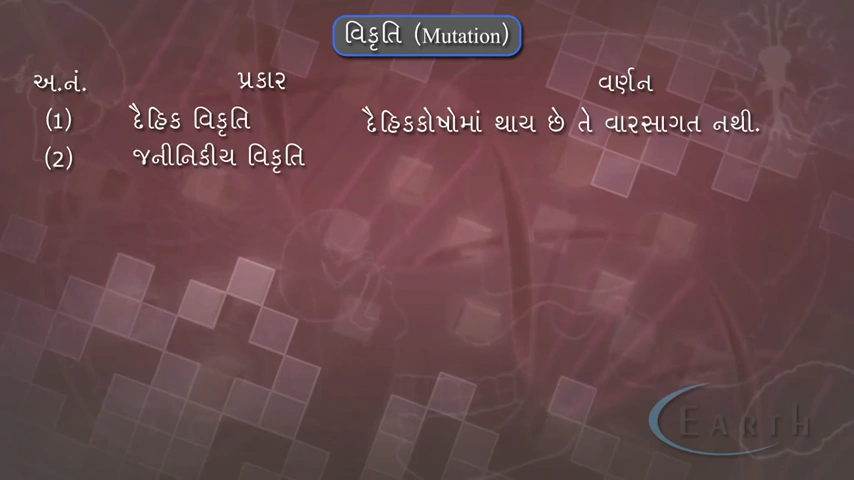 વિકૃતિ (Mutation)
અ.નં. પ્રકાર વર્ણન
(1) દૈહિક વિકૃતિ દૈહિકકોષોમાં થાય છે તે વારસાગત નથી.
(2) જનીનિકીય વિકૃતિ
EARTH